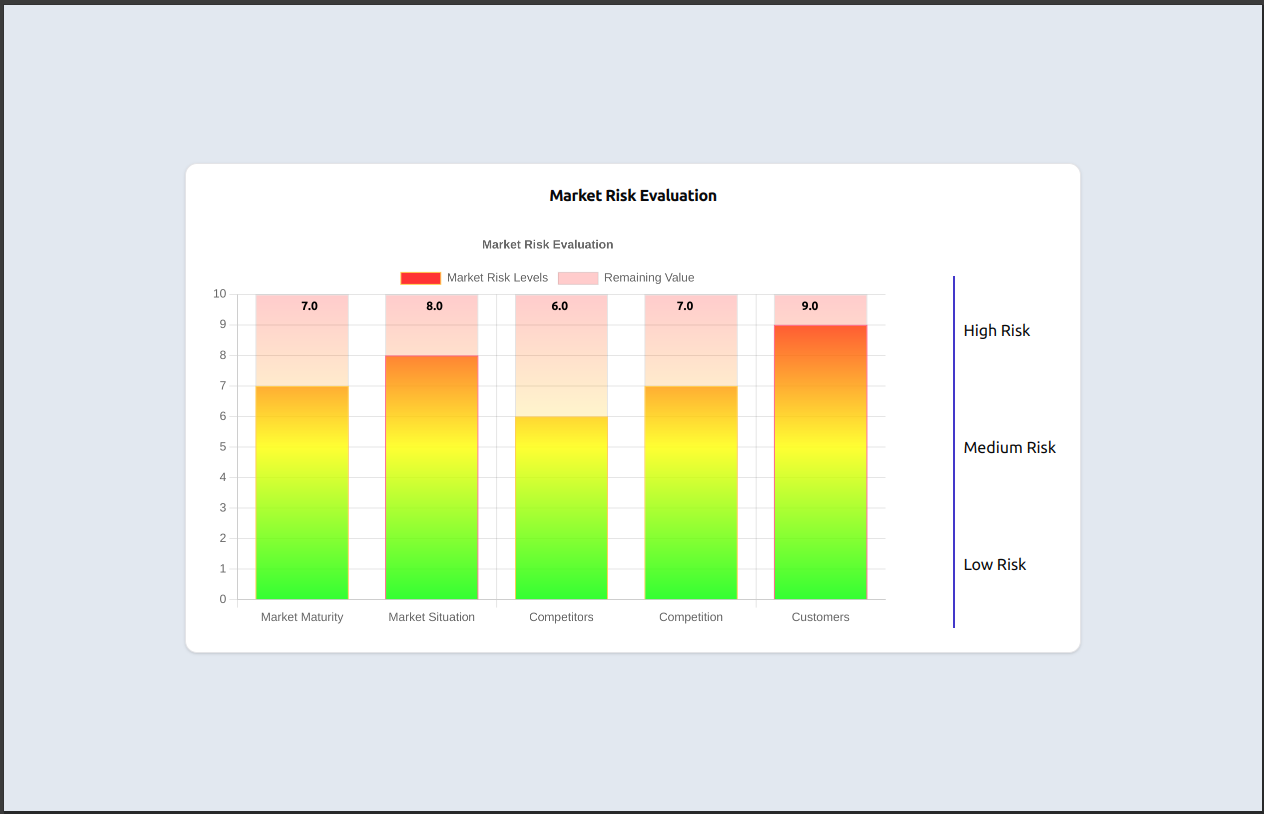 Market Risk Evaluation
Market Risk Evaluation
Market Risk Levels Remaining Value
10
7.0 8.0 6.0 7.0 9.0
9
8
7
6
5
4
3
2
1
0
Market Maturity Market Situation Competitors Competition Customers
High Risk
Medium Risk
Low Risk